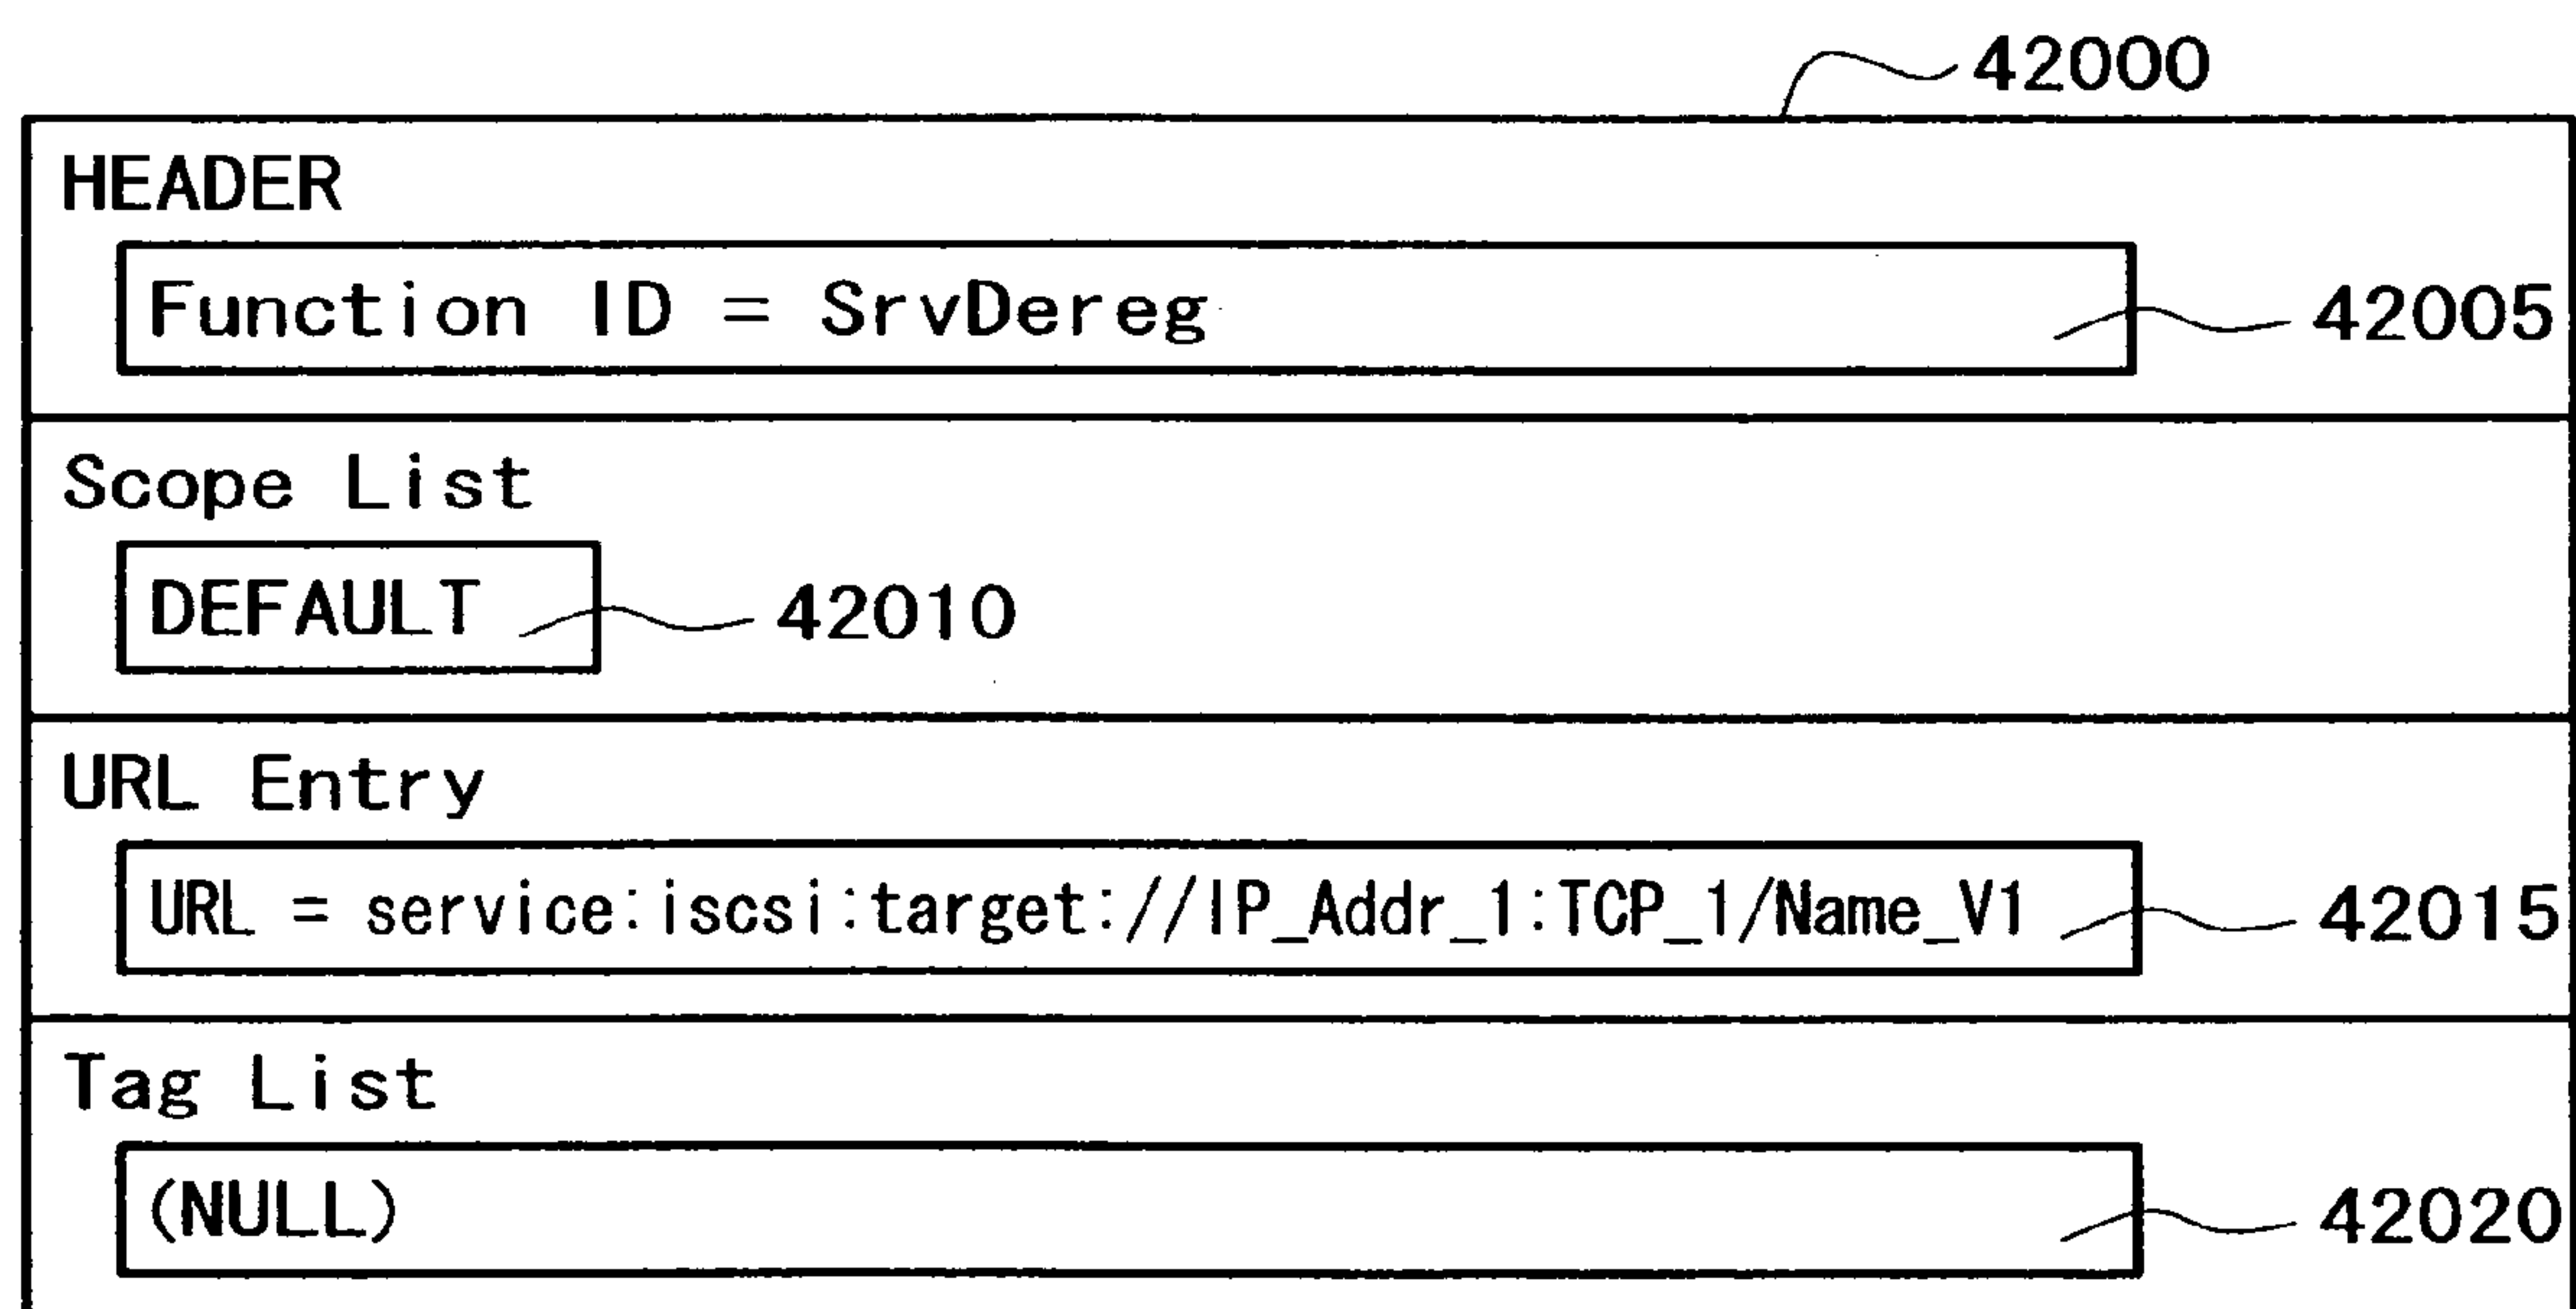 42000
HEADER
Function ID = SrvDereg
42005
Scope List
DEFAULT
42010
URL Entry
URL = service:iscsi:target://IP_Addr_1:TCP_1/Name_V1
42015
Tag List
(NULL)
42020